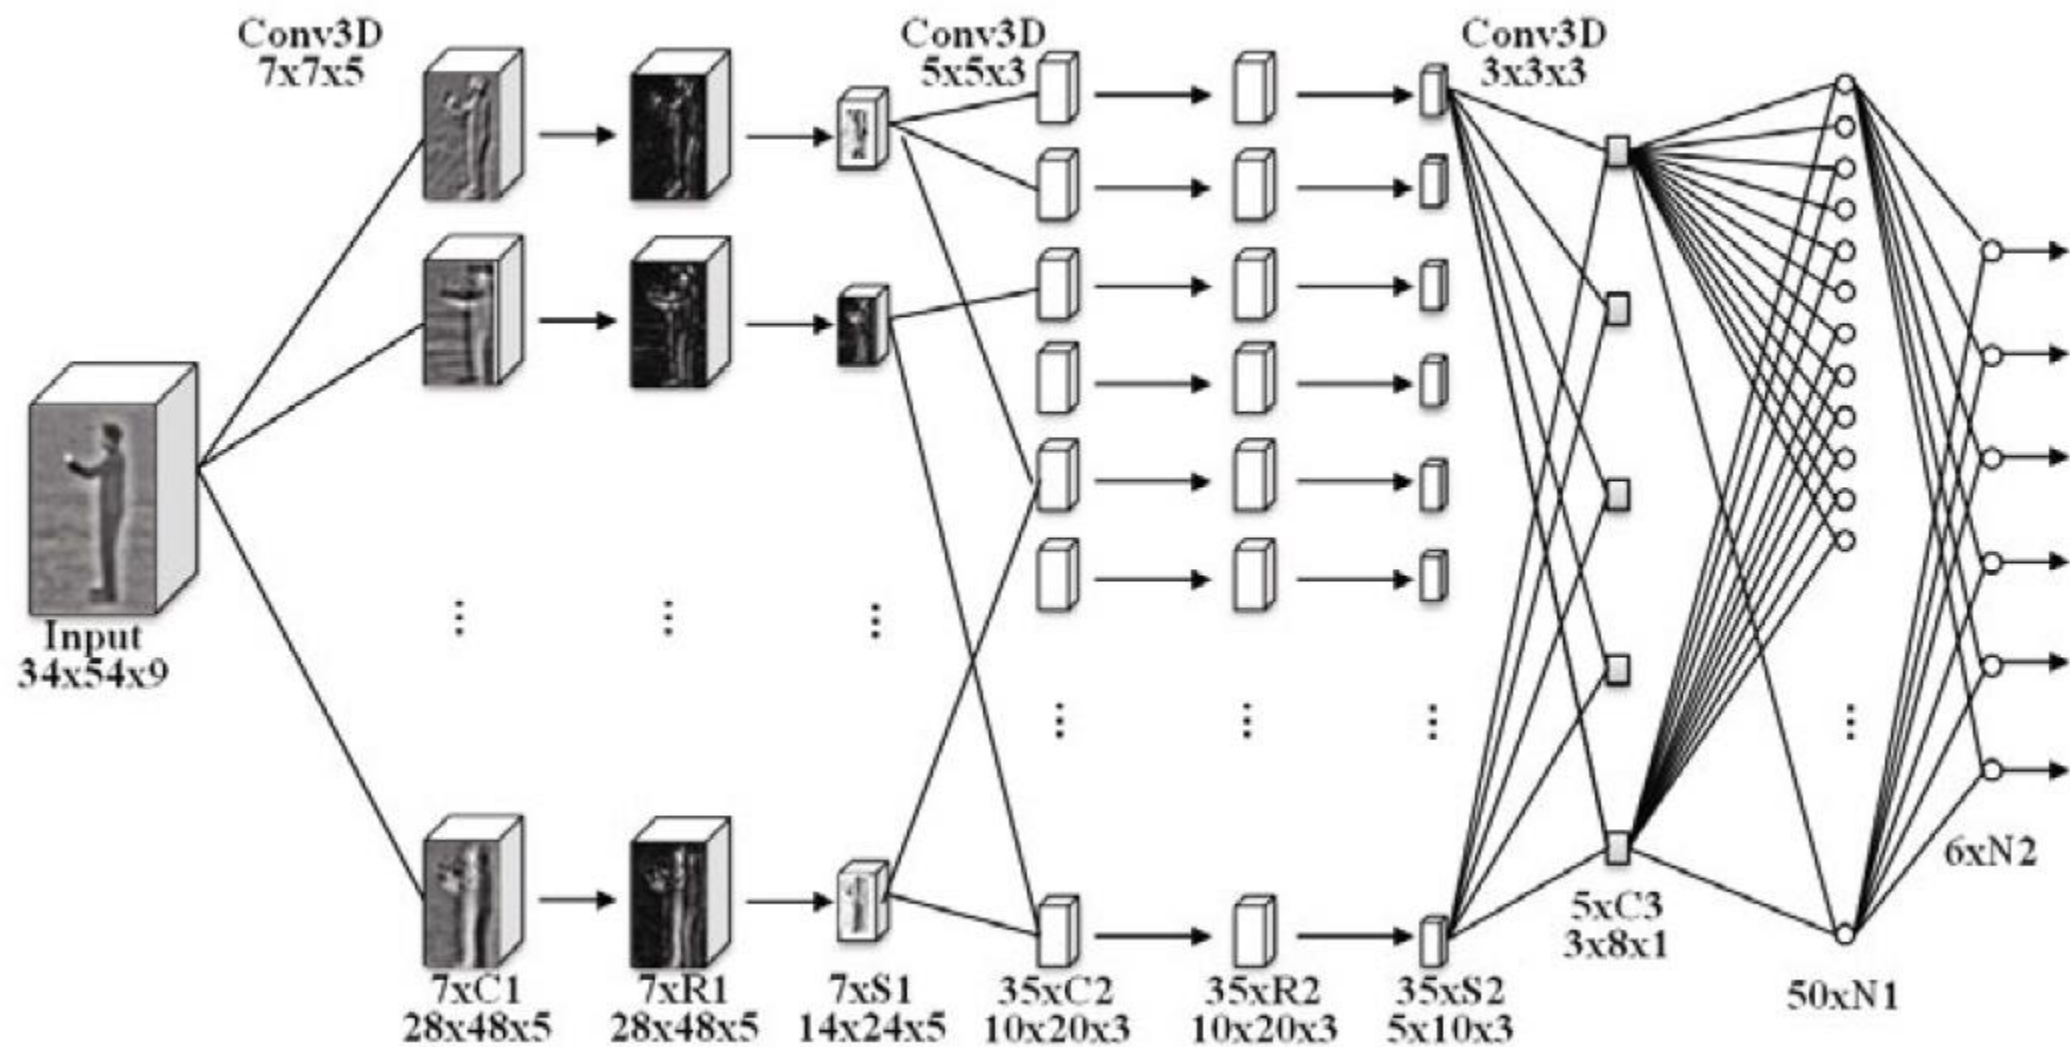 Conv3D
7x7x5
Conv3D
5x5x3
Conv3D
3x3x3
Input
34x54x9
7xC1
28x48x5
7xR1
28x48x5
7xS1
14x24x5
35xC2
10x20x3
35xR2
10x20x3
35xS2
5x10x3
5xC3
3x8x1
50xN1
6xN2